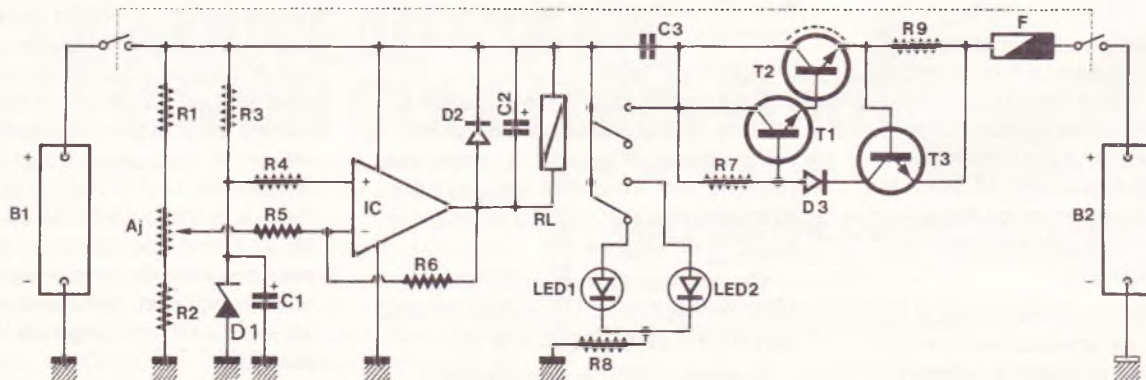 C3
R9
F
T2
R1
R3
D2
C2
+
T1
+
R4
R7
T3
+
B1
IC
D3
Aj
R5
RL
B2
-
R6
LED1
LED2
-
+
R2
D1
C1
R8